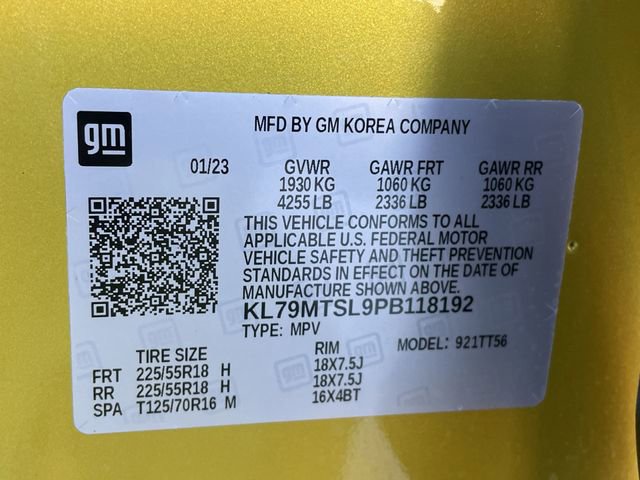 gm
MFD BY GM KOREA COMPANY
01/23 GVWR GAWR FRT GAWR RR
1930 KG 1060 KG 1060 KG
4255 LB 2336 LB 2336 LB
THIS VEHICLE CONFORMS TO ALL
APPLICABLE U.S. FEDERAL MOTOR
VEHICLE SAFETY AND THEFT PREVENTION
STANDARDS IN EFFECT ON THE DATE OF
MANUFACTURE SHOWN ABOVE.
KL79MTSL9PB118192
TYPE: MPV MODEL: 921TT56
TIRE SIZE RIM
FRT 225/55R18 H 18X7.5J
RR 225/55R18 H 18X7.5J
SPA T125/70R16 M 16X4BT